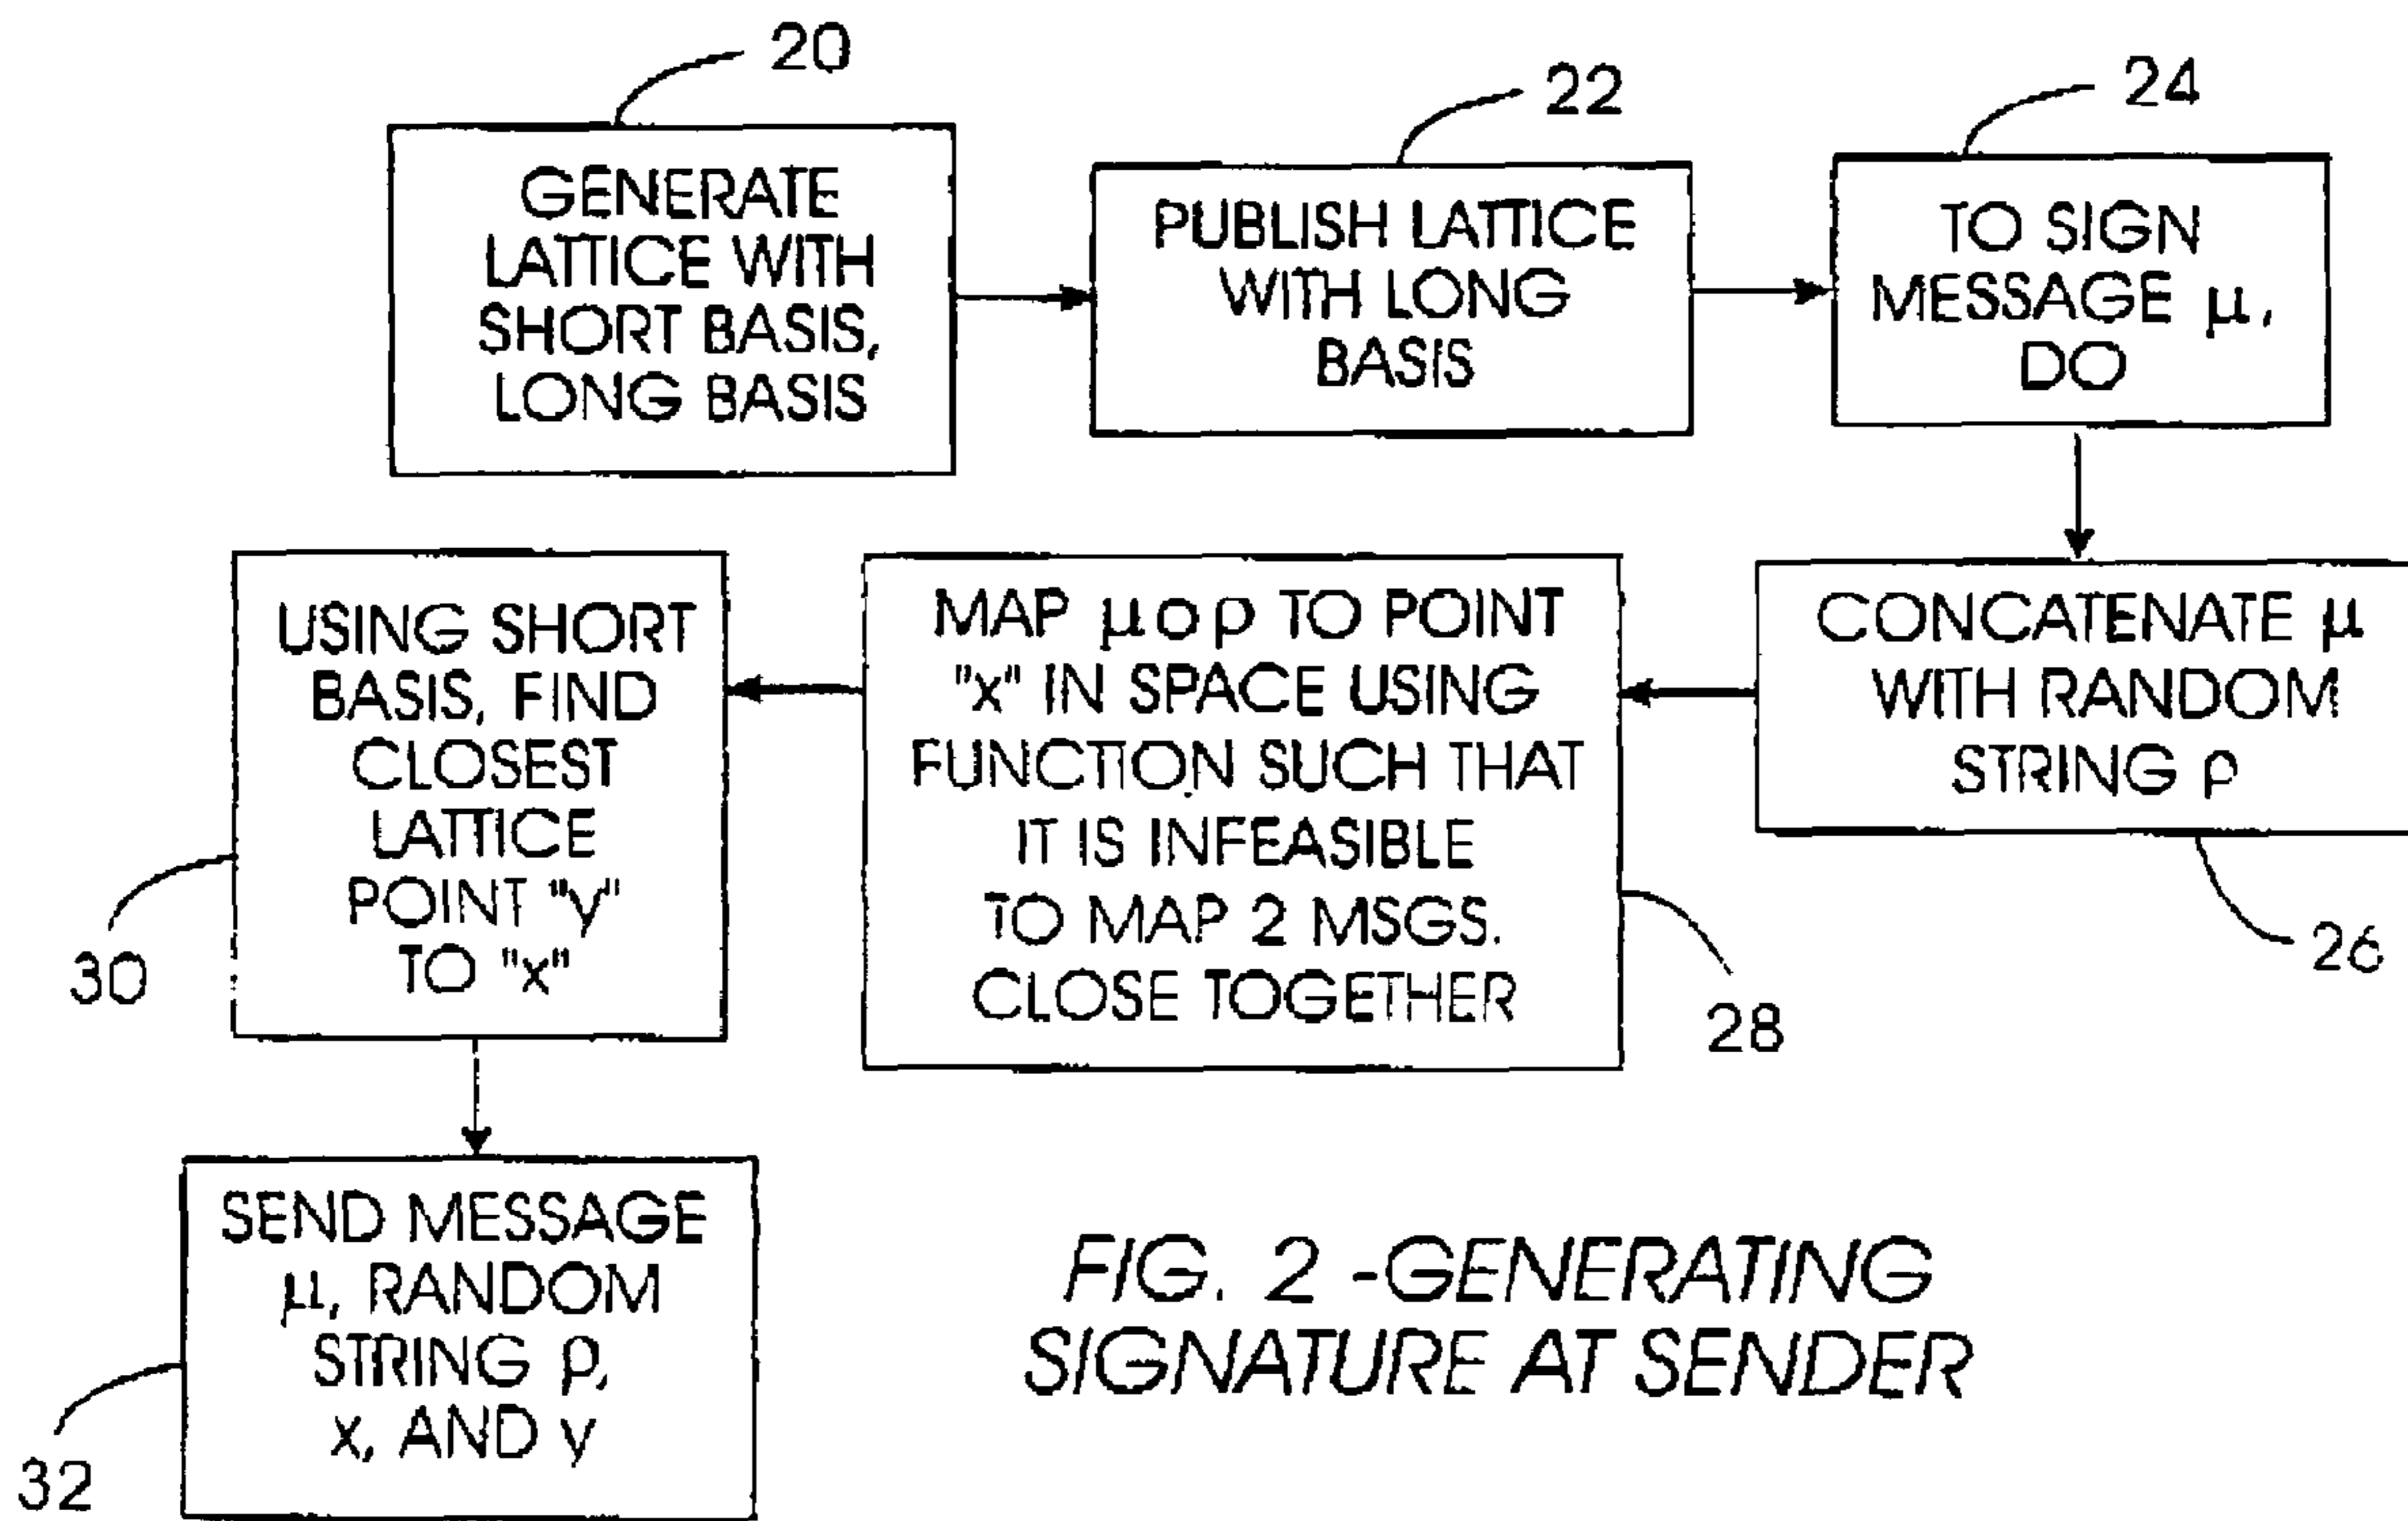 20
GENERATE
LATTICE WITH
SHORT BASIS,
LONG BASIS
22
PUBLISH LATTICE
WITH LONG
BASIS
24
TO SIGN
MESSAGE μ,
DO
CONCATENATE μ
WITH RANDOM
STRING ρ
26
MAP μ o ρ TO POINT
"x" IN SPACE USING
FUNCTION SUCH THAT
IT IS INFEASIBLE
TO MAP 2 MSGS.
CLOSE TOGETHER
28
USING SHORT
BASIS, FIND
CLOSEST
LATTICE
POINT "y"
TO "x"
30
SEND MESSAGE
μ, RANDOM
STRING ρ,
x, AND y
32
FIG. 2 -GENERATING
SIGNATURE AT SENDER